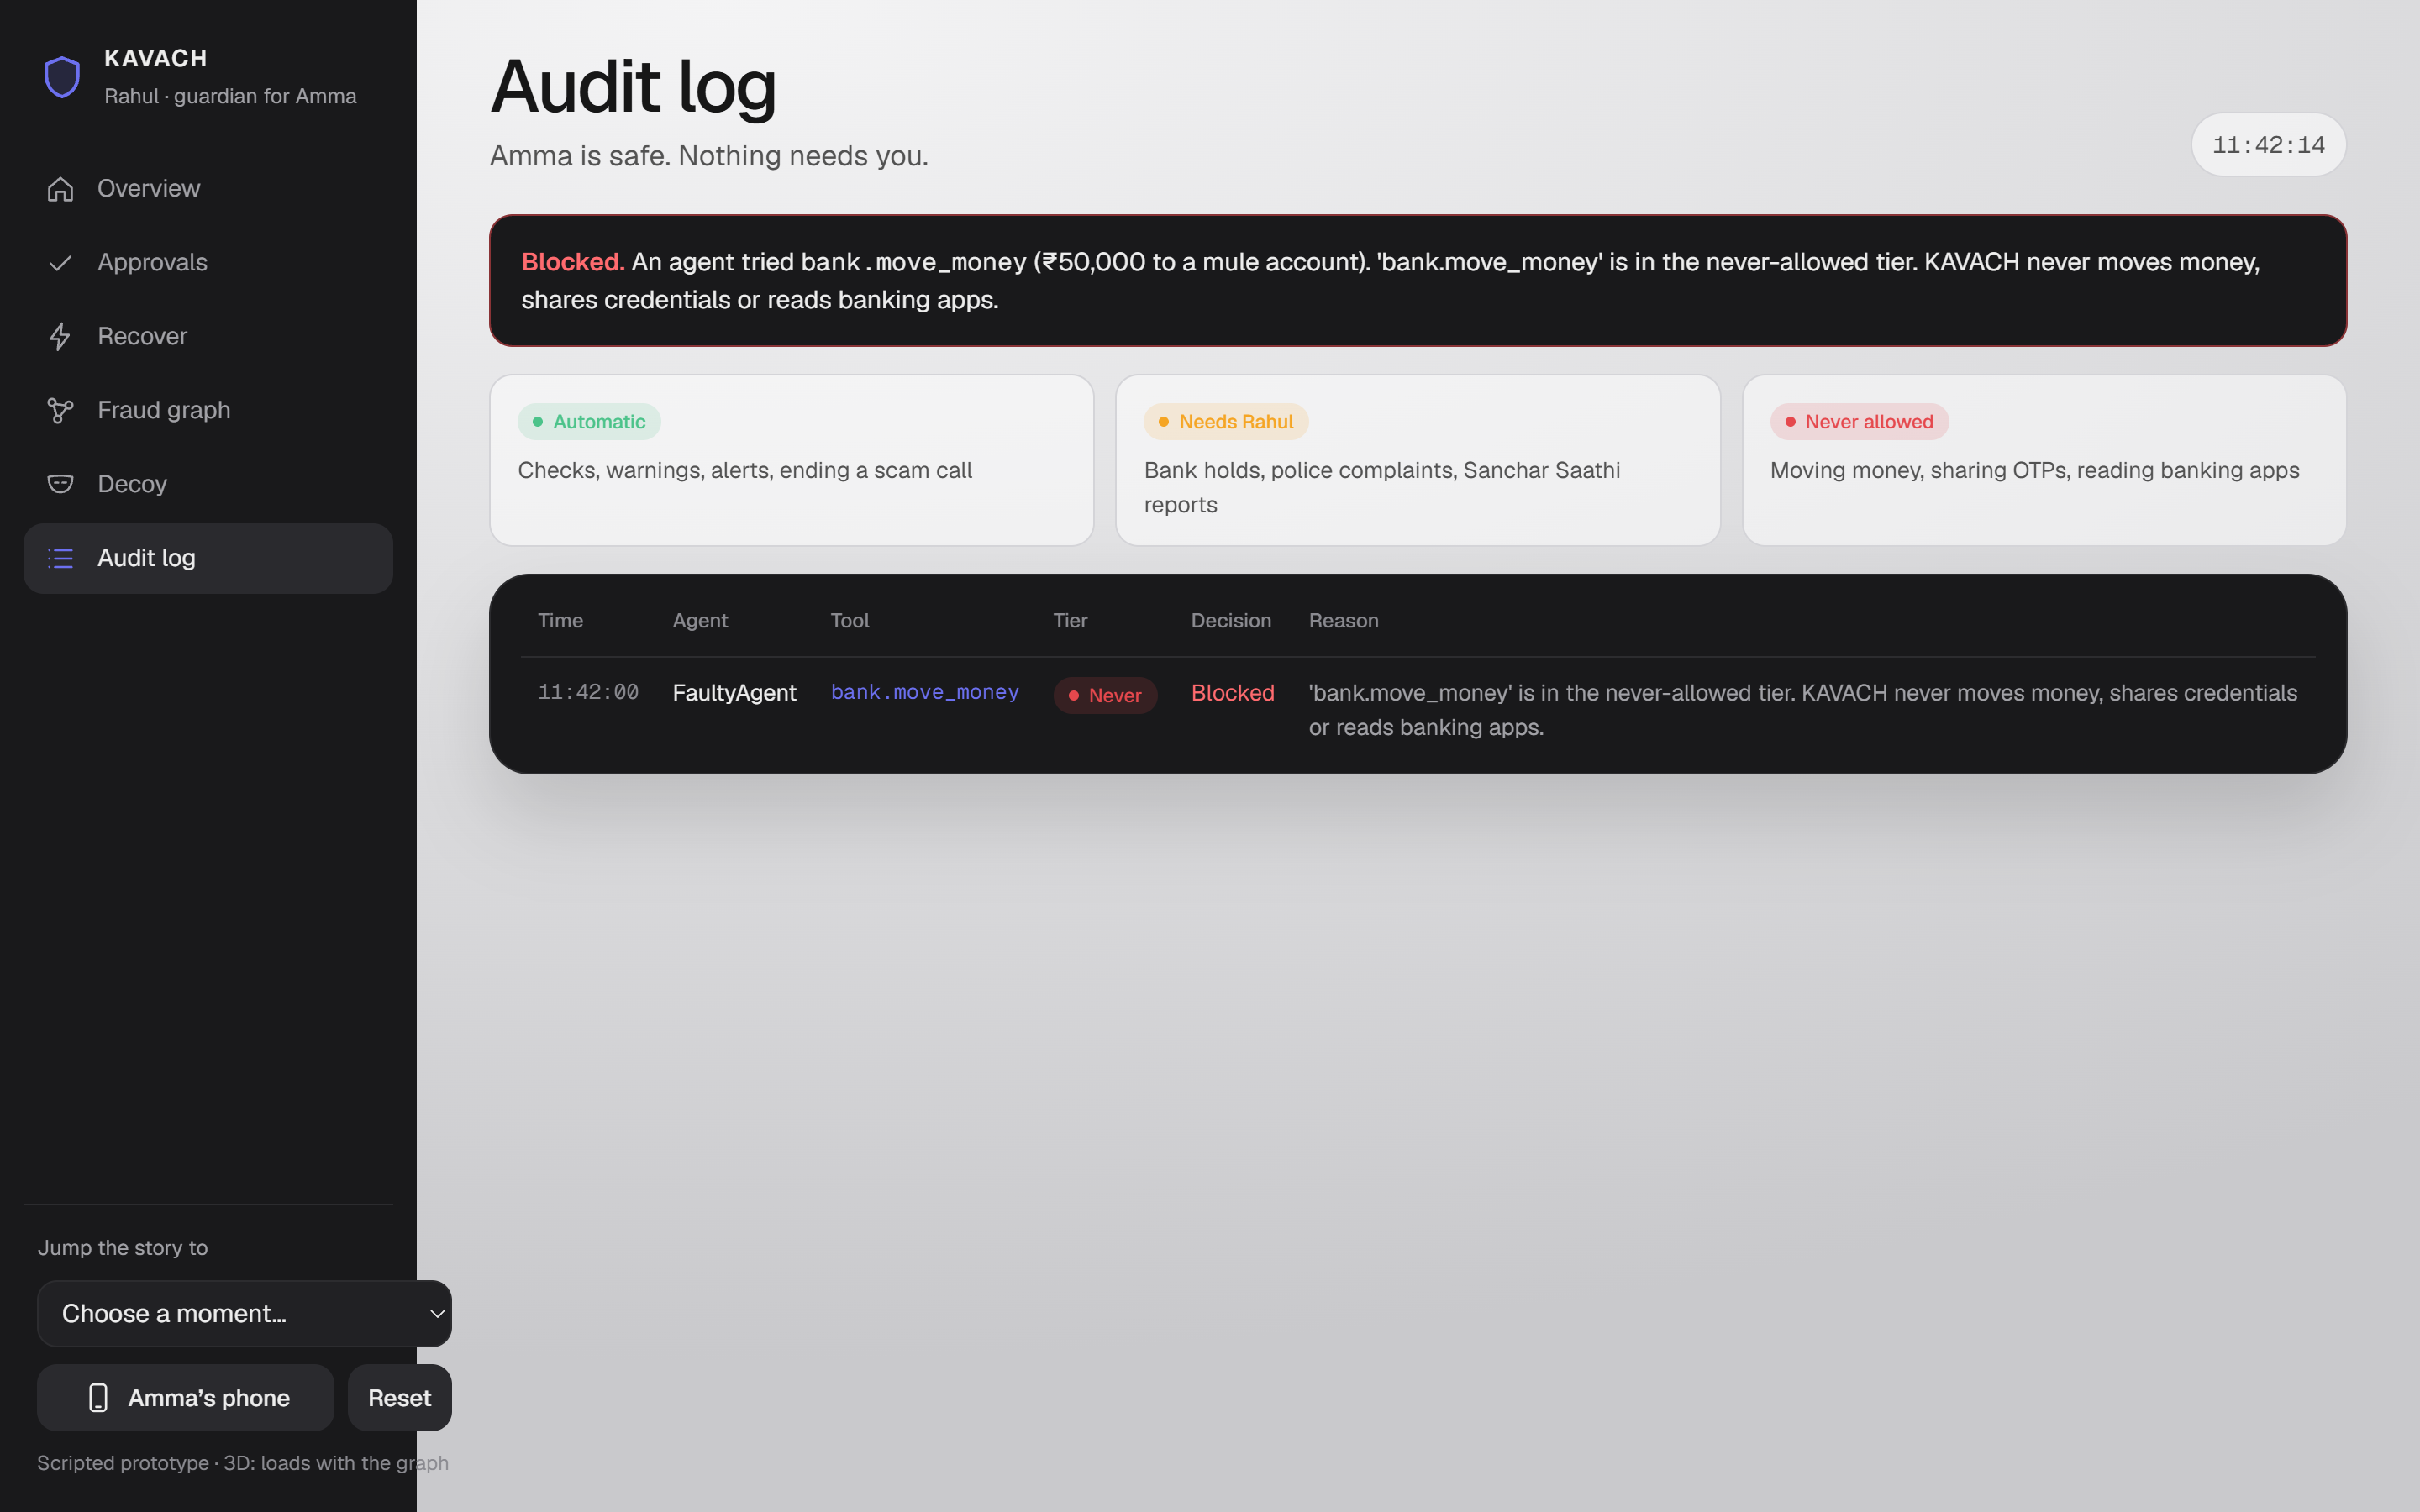 KAVACH
Rahul · guardian for Amma
Overview
Approvals
Recover
Fraud graph
Decoy
Audit log
Jump the story to
Choose a moment...
Amma’s phone
Reset
Scripted prototype · 3D: loads with the graph
Audit log
Amma is safe. Nothing needs you.
11:42:14
Blocked. An agent tried bank.move_money (₹50,000 to a mule account). 'bank.move_money' is in the never-allowed tier. KAVACH never moves money,
shares credentials or reads banking apps.
Automatic
Checks, warnings, alerts, ending a scam call
Needs Rahul
Bank holds, police complaints, Sanchar Saathi
reports
Never allowed
Moving money, sharing OTPs, reading banking apps
Time Agent Tool Tier Decision Reason
11:42:00 FaultyAgent bank.move_money Never Blocked 'bank.move_money' is in the never-allowed tier. KAVACH never moves money, shares credentials
or reads banking apps.